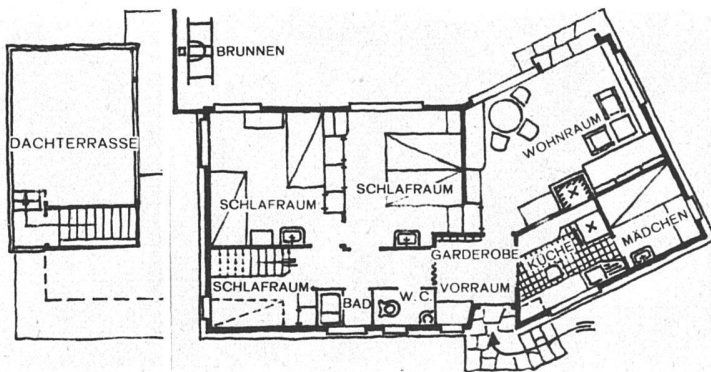 BRUNNEN
DACHTERRASSE
WOHNRAUM
SCHLAFRAUM
SCHLAFRAUM
MÄDCHEN
KÜCHE
GARDEROBE
SCHLAFRAUM
BAD
W.C.
VORRAUM